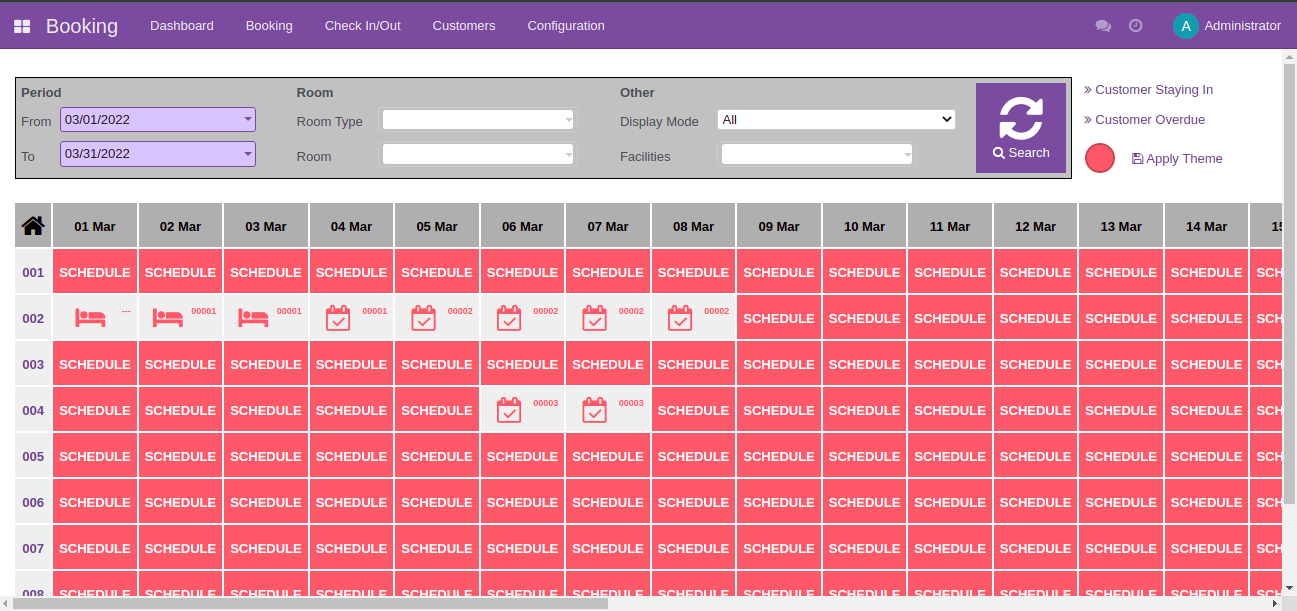 Booking Dashboard Booking Check In/Out Customers Configuration A Administrator
Period Room Other
» Customer Staying In
From 03/01/2022 Room Type Display Mode All
» Customer Overdue
To 03/31/2022 Room Facilities Search
Apply Theme
01 Mar 02 Mar 03 Mar 04 Mar 05 Mar 06 Mar 07 Mar 08 Mar 09 Mar 10 Mar 11 Mar 12 Mar 13 Mar 14 Mar 15
001 SCHEDULE SCHEDULE SCHEDULE SCHEDULE SCHEDULE SCHEDULE SCHEDULE SCHEDULE SCHEDULE SCHEDULE SCHEDULE SCHEDULE SCHEDULE SCHEDULE SCH
002 --- 00001 00001 00001 00002 00002 00002 00002 SCHEDULE SCHEDULE SCHEDULE SCHEDULE SCHEDULE SCHEDULE SCH
003 SCHEDULE SCHEDULE SCHEDULE SCHEDULE SCHEDULE SCHEDULE SCHEDULE SCHEDULE SCHEDULE SCHEDULE SCHEDULE SCHEDULE SCHEDULE SCHEDULE SCH
004 SCHEDULE SCHEDULE SCHEDULE SCHEDULE SCHEDULE 00003 00003 SCHEDULE SCHEDULE SCHEDULE SCHEDULE SCHEDULE SCHEDULE SCHEDULE SCH
005 SCHEDULE SCHEDULE SCHEDULE SCHEDULE SCHEDULE SCHEDULE SCHEDULE SCHEDULE SCHEDULE SCHEDULE SCHEDULE SCHEDULE SCHEDULE SCHEDULE SCH
006 SCHEDULE SCHEDULE SCHEDULE SCHEDULE SCHEDULE SCHEDULE SCHEDULE SCHEDULE SCHEDULE SCHEDULE SCHEDULE SCHEDULE SCHEDULE SCHEDULE SCH
007 SCHEDULE SCHEDULE SCHEDULE SCHEDULE SCHEDULE SCHEDULE SCHEDULE SCHEDULE SCHEDULE SCHEDULE SCHEDULE SCHEDULE SCHEDULE SCHEDULE SCH
008 SCHEDULE SCHEDULE SCHEDULE SCHEDULE SCHEDULE SCHEDULE SCHEDULE SCHEDULE SCHEDULE SCHEDULE SCHEDULE SCHEDULE SCHEDULE SCHEDULE SCH